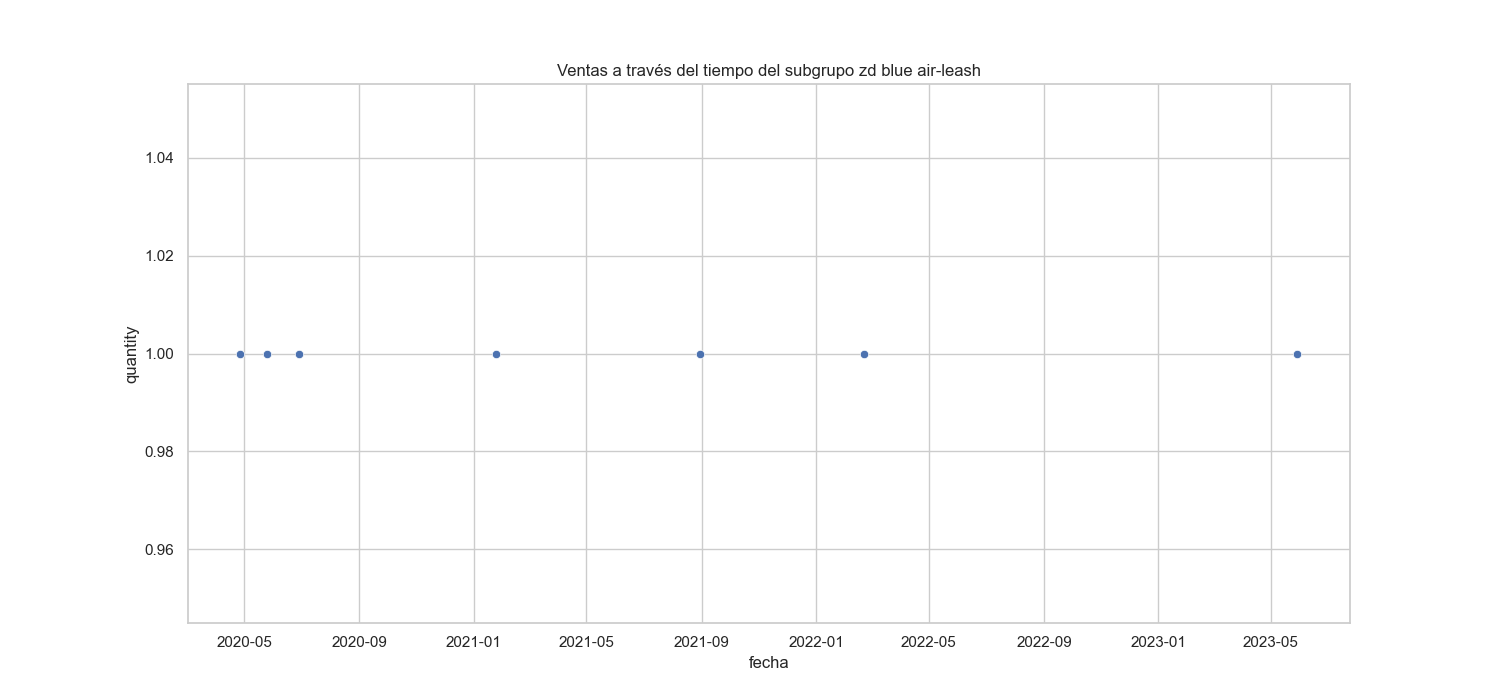 Ventas a través del tiempo del subgrupo zd blue air-leash
1.04
1.02
1.00
0.98
0.96
quantity
2020-05 2020-09 2021-01 2021-05 2021-09 2022-01 2022-05 2022-09 2023-01 2023-05
fecha